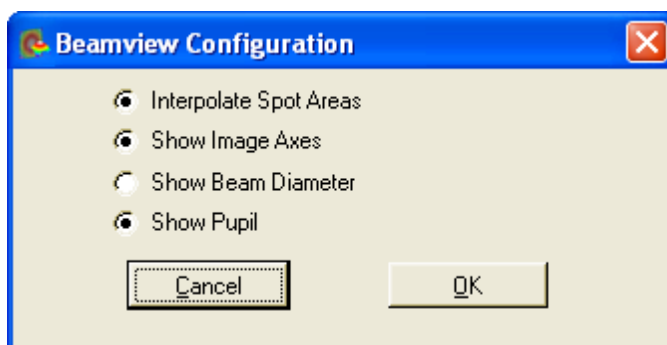 Beamview Configuration
Interpolate Spot Areas
Show Image Axes
Show Beam Diameter
Show Pupil
Cancel OK